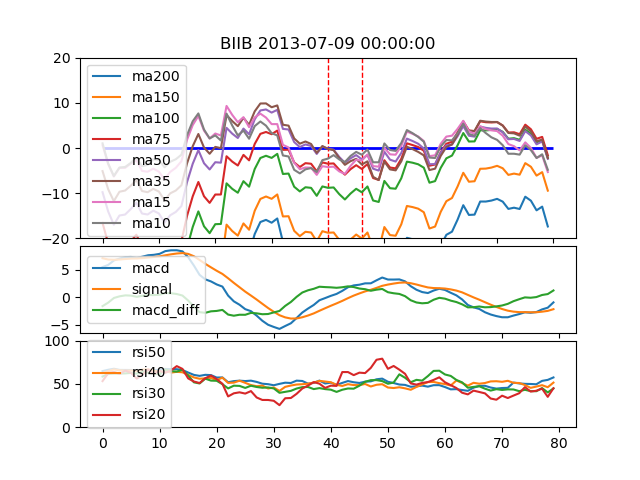 BIIB 2013-07-09 00:00:00
20
10
0
−10
−20
ma200
ma150
ma100
ma75
ma50
ma35
ma15
ma10
5
0
−5
macd
signal
macd_diff
100
50
0
rsi50
rsi40
rsi30
rsi20
0 10 20 30 40 50 60 70 80